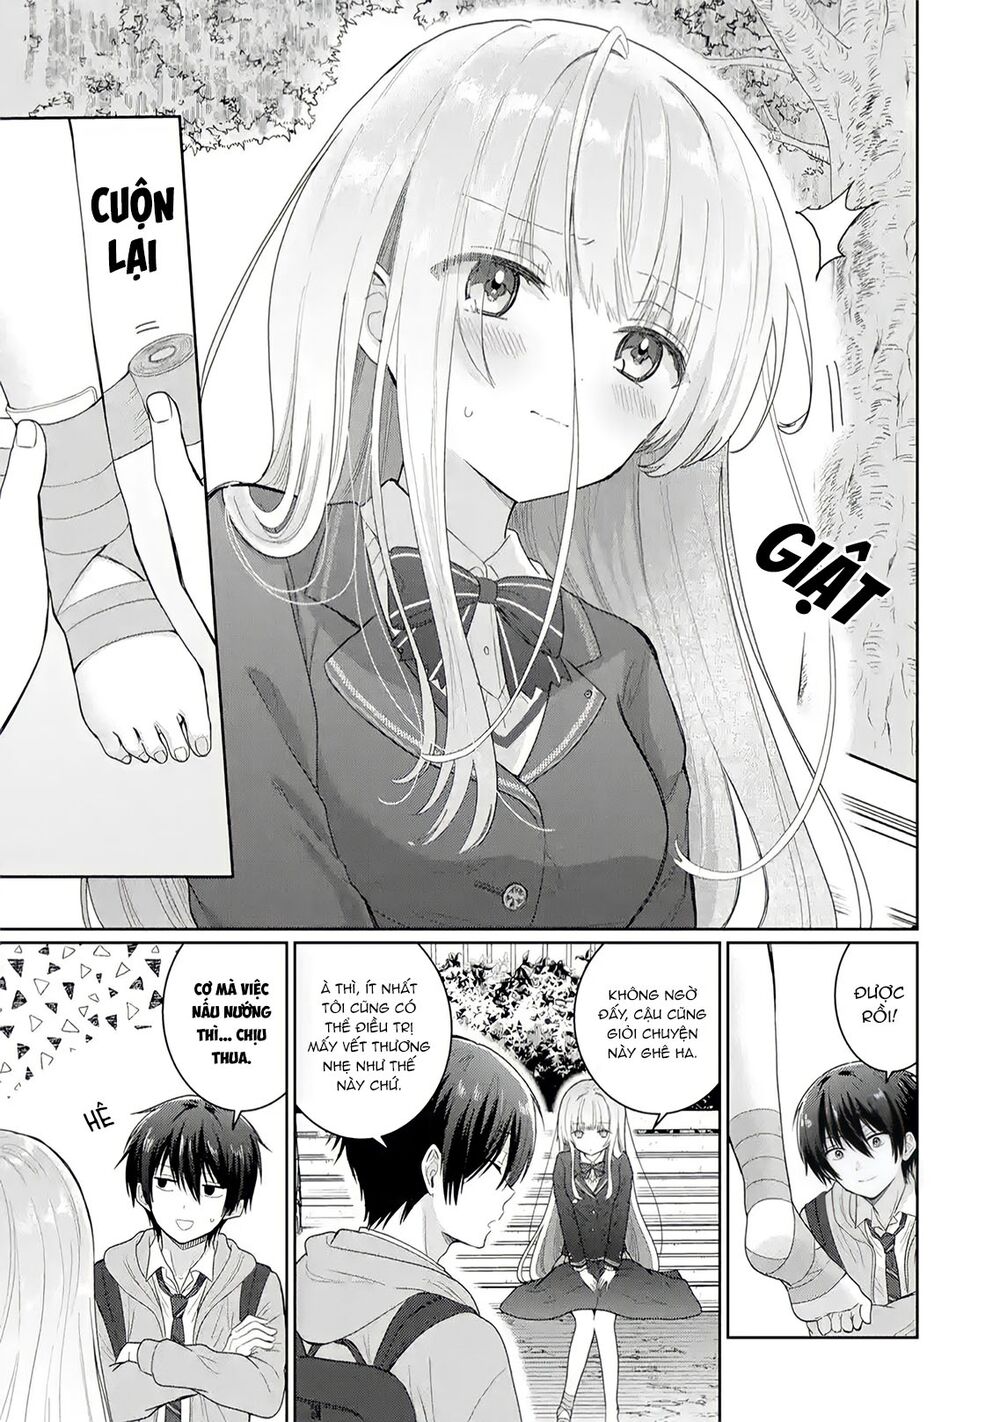 GIẬT
CUỘN
LẠI
ĐƯỢC
RỒI!
KHÔNG NGỜ
ĐẤY, CẬU CŨNG
GIỎI CHUYỆN
NÀY GHÊ HA.
À THÌ, ÍT NHẤT
TÔI CŨNG CÓ
THỂ ĐIỀU TRỊ
MẤY VẾT THƯƠNG
NHẸ NHƯ THẾ
NÀY CHỨ.
CƠ MÀ VIỆC
NẤU NƯỚNG
THÌ... CHỊU
THUA.
HÊ